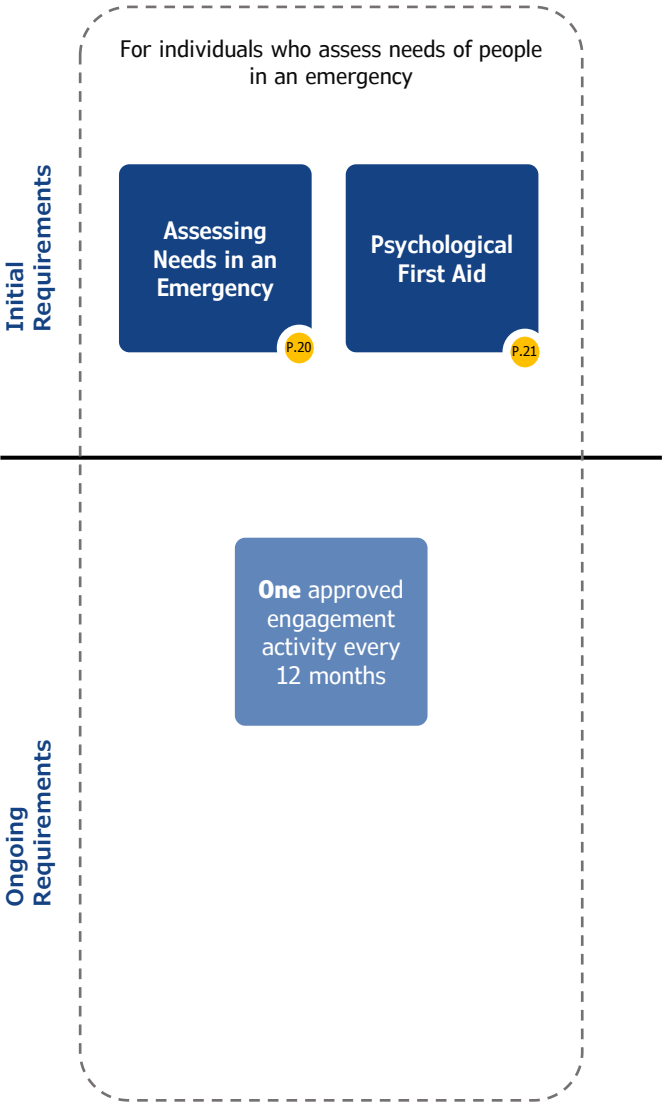 For individuals who assess needs of people
in an emergency
Initial
Requirements
Assessing
Needs in an
Emergency
P.20
Psychological
First Aid
P.21
Ongoing
Requirements
One approved
engagement
activity every
12 months